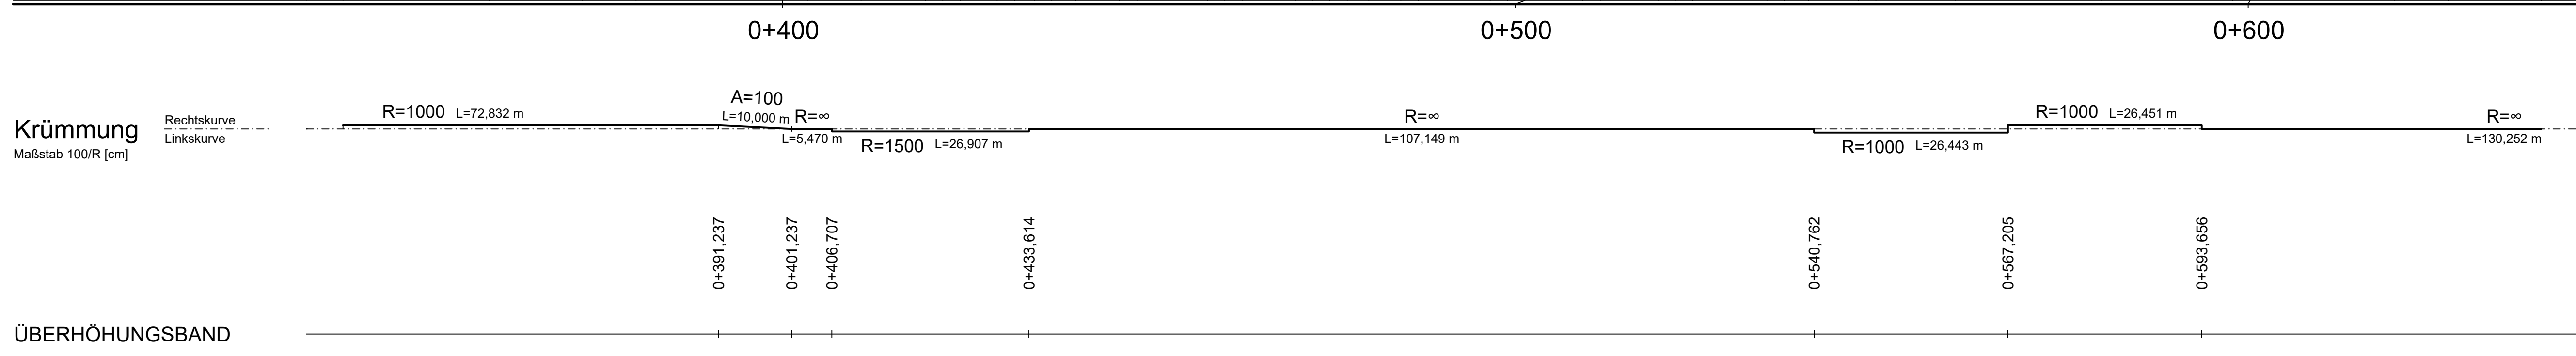 0+400 0+500 0+600
A=100
R=1000 L=72,832 m L=10,000 m R=∞ R=∞ R=1000 L=26,451 m R=∞
Krümmung Rechtskurve
Linkskurve L=5,470 m L=107,149 m L=130,252 m
R=1500 L=26,907 m R=1000 L=26,443 m
Maßstab 100/R [cm]
0+391,237
0+401,237
0+406,707
0+433,614
0+540,762
0+567,205
0+593,656
ÜBERHÖHUNGSBAND